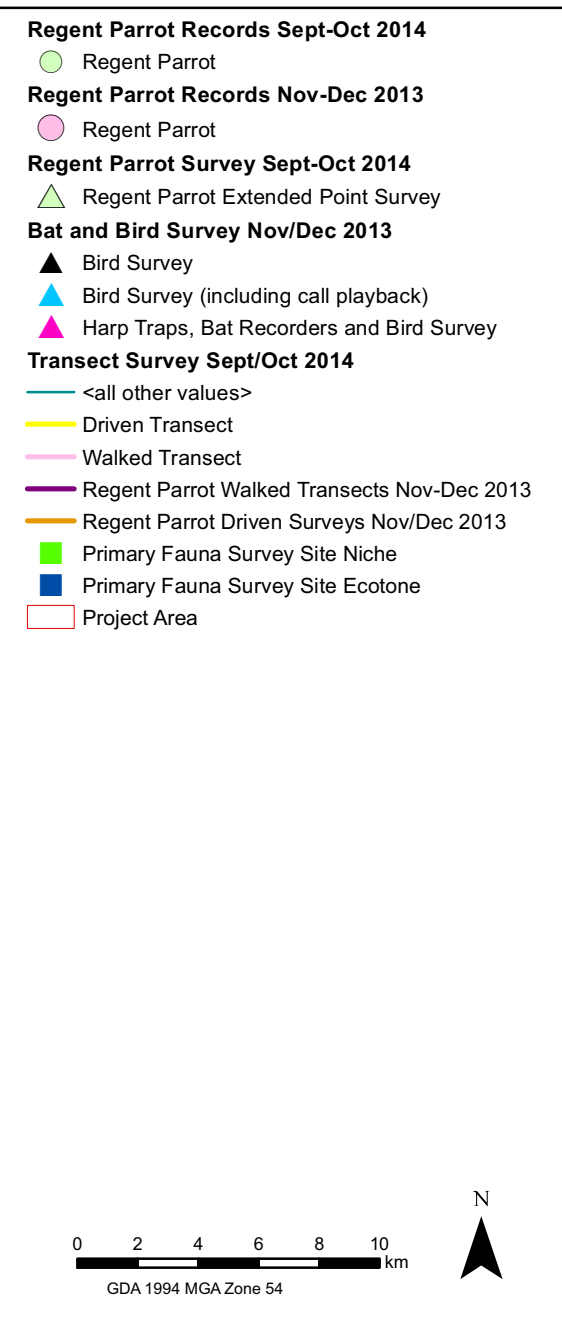 Regent Parrot Records Sept-Oct 2014
Regent Parrot
Regent Parrot Records Nov-Dec 2013
Regent Parrot
Regent Parrot Survey Sept-Oct 2014
Regent Parrot Extended Point Survey
Bat and Bird Survey Nov/Dec 2013
Bird Survey
Bird Survey (including call playback)
Harp Traps, Bat Recorders and Bird Survey
Transect Survey Sept/Oct 2014
<all other values>
Driven Transect
Walked Transect
Regent Parrot Walked Transects Nov-Dec 2013
Regent Parrot Driven Surveys Nov/Dec 2013
Primary Fauna Survey Site Niche
Primary Fauna Survey Site Ecotone
Project Area
N
0 2 4 6 8 10
km
GDA 1994 MGA Zone 54